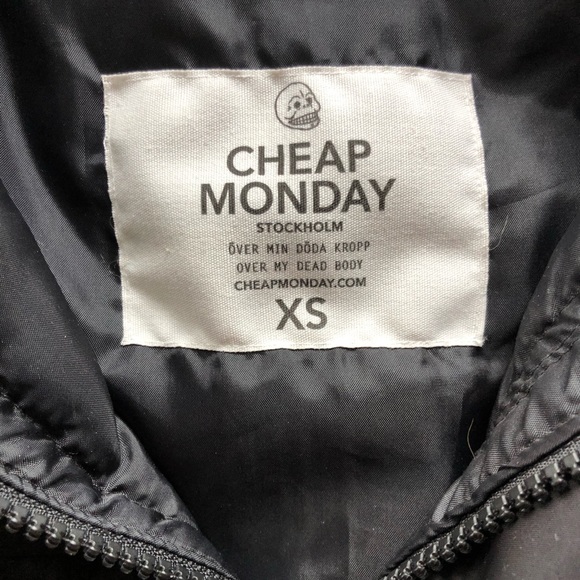 CHEAP
MONDAY
STOCKHOLM
ÖVER MIN DÖDA KROPP
OVER MY DEAD BODY
CHEAPMONDAY.COM
XS